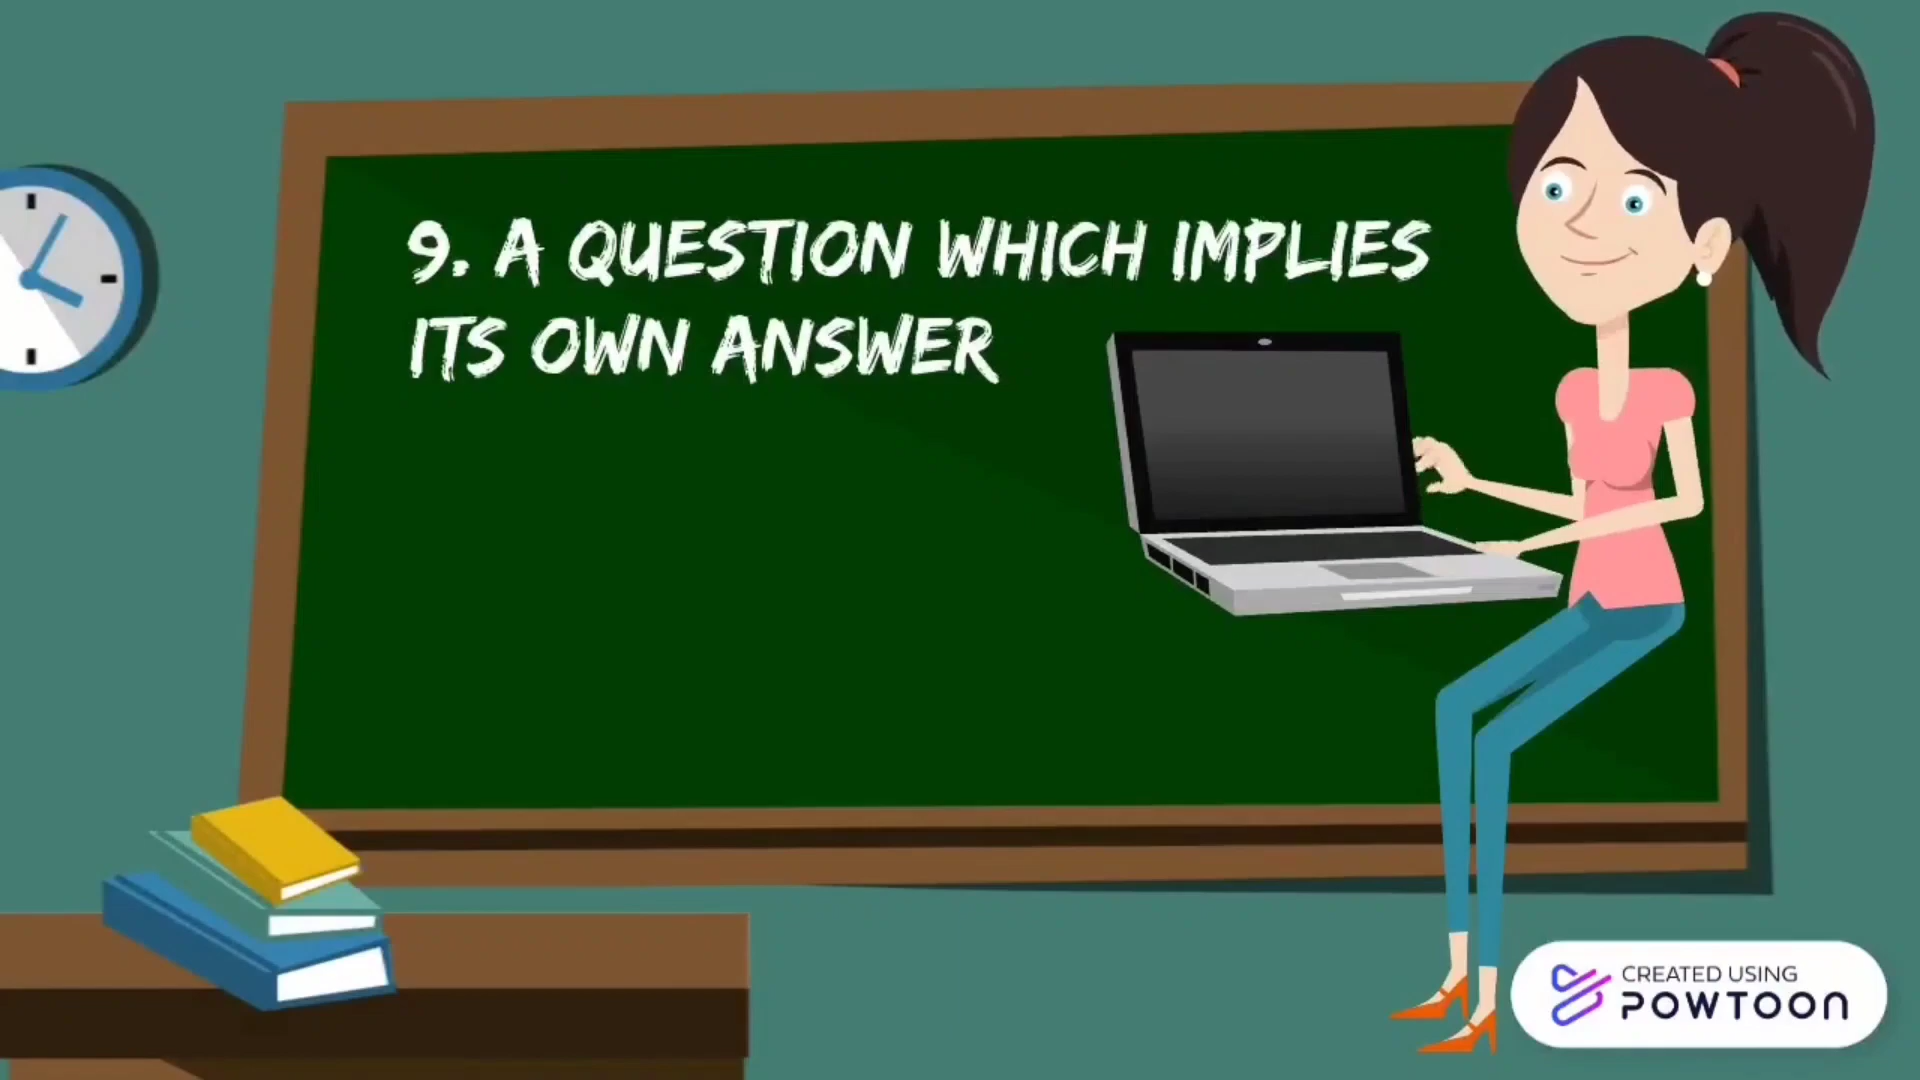 9. A QUESTION WHICH IMPLIES
ITS OWN ANSWER
CREATED USING
POWTOON